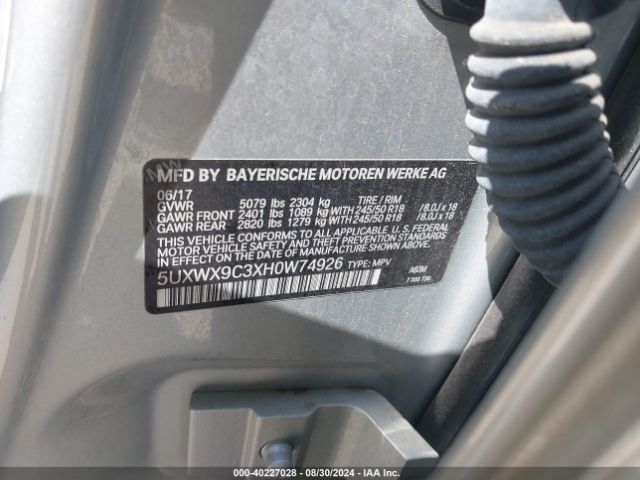 MFD BY BAYERISCHE MOTOREN WERKE AG
06/17 TIRE / RIM
GVWR 5079 lbs 2304 kg
GAWR FRONT 2401 lbs 1089 kg WITH 245/50 R18 /8.0J x 18
GAWR REAR 2820 lbs 1279 kg WITH 245/50 R18 /8.0J x 18
THIS VEHICLE CONFORMS TO ALL APPLICABLE U. S. FEDERAL
MOTOR VEHICLE SAFETY AND THEFT PREVENTION STANDARDS
IN EFFECT ON THE DATE OF MANUFACTURE SHOWN ABOVE.
5UXWX9C3XH0W74926 TYPE: MPV
000-40227028 - 08/30/2024 - IAA Inc.